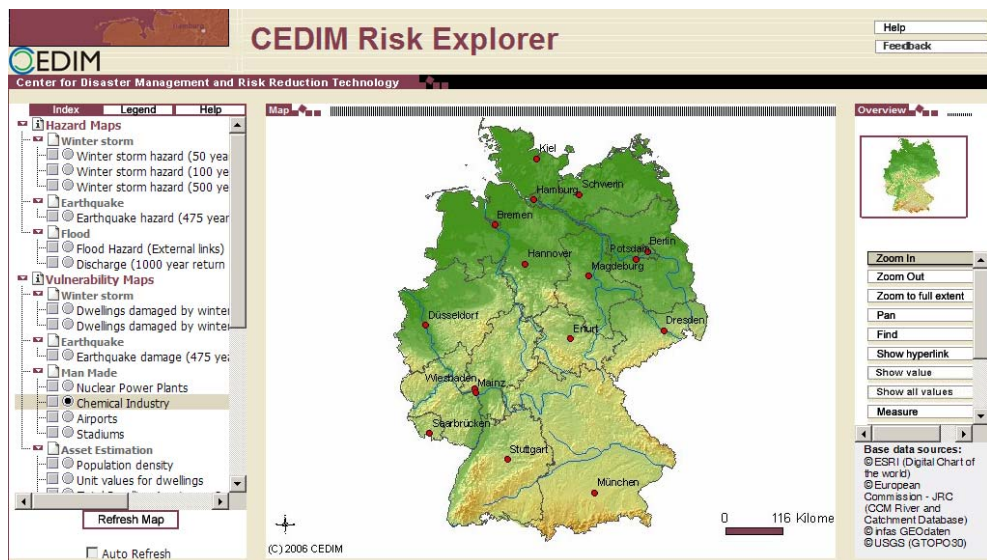 Hamburg
CEDIM
CEDIM Risk Explorer
Help
Feedback
Center for Disaster Management and Risk Reduction Technology
Index
Legend
Help
Hazard Maps
Winter storm
Winter storm hazard (50 yea
Winter storm hazard (100 ye
Winter storm hazard (500 ye
Earthquake
Earthquake hazard (475 year
Flood
Flood Hazard (External links)
Discharge (1000 year return
Vulnerability Maps
Winter storm
Dwellings damaged by winter
Dwellings damaged by winter
Earthquake
Earthquake damage (475 yea
Man Made
Nuclear Power Plants
Chemical Industry
Airports
Stadiums
Asset Estimation
Population density
Unit values for dwellings
Refresh Map
Auto Refresh
Map
Kiel
Hamburg
Schwerin
Bremen
Berlin
Potsdam
Hannover
Magdeburg
Düsseldorf
Erfurt
Dresden
Wiesbaden
Mainz
Saarbrücken
Stuttgart
München
0 116 Kilome
(C) 2006 CEDIM
Overview
Zoom In
Zoom Out
Zoom to full extent
Pan
Find
Show hyperlink
Show value
Show all values
Measure
Base data sources:
©ESRI (Digital Chart of
the world)
©European
Commission - JRC
(CCM River and
Catchment Database)
©infas GEOdaten
©USGS (GTOPO30)